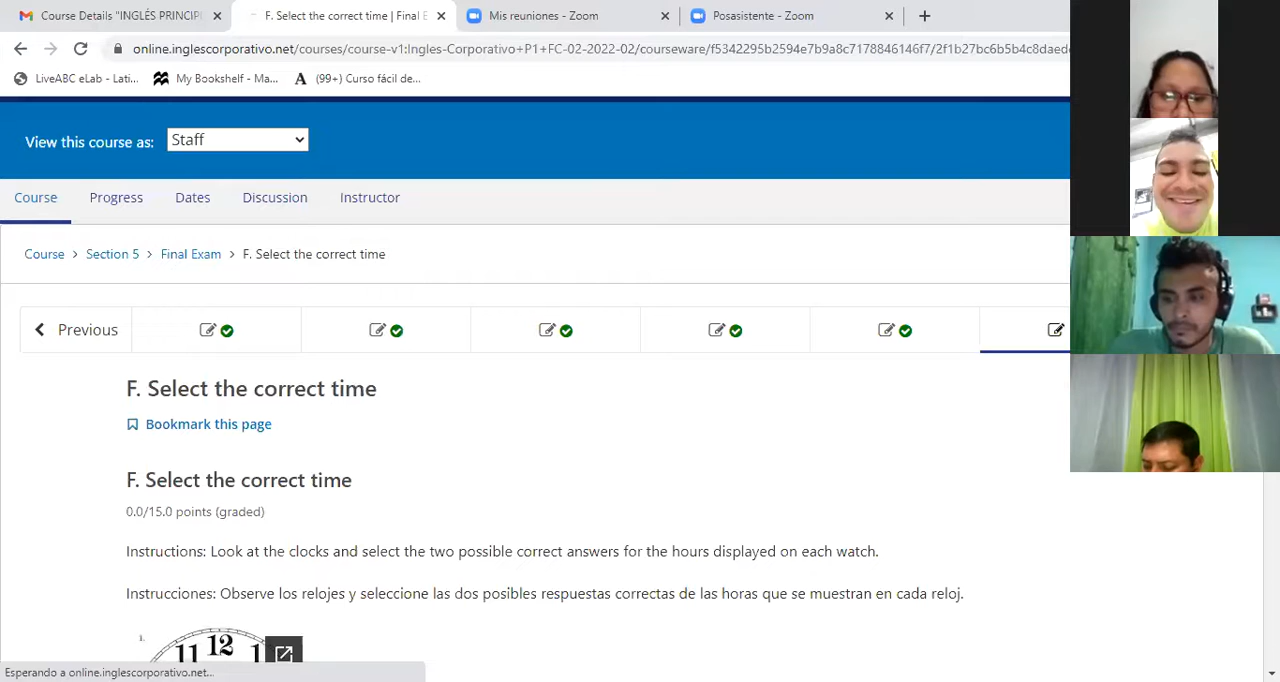 Course Details "INGLÉS PRINCIPI
F. Select the correct time | Final E
Mis reuniones - Zoom
Posasistente - Zoom
online.inglescorporativo.net/courses/course-v1:Ingles-Corporativo+P1+FC-02-2022-02/courseware/f5342295b2594e7b9a8c7178846146f7/2f1b27bc6b5b4c8daed
LiveABC eLab - Lati...
My Bookshelf - Ma...
(99+) Curso fácil de...
View this course as: Staff
Course Progress Dates Discussion Instructor
Course > Section 5 > Final Exam > F. Select the correct time
Previous
F. Select the correct time
Bookmark this page
F. Select the correct time
0.0/15.0 points (graded)
Instructions: Look at the clocks and select the two possible correct answers for the hours displayed on each watch.
Instrucciones: Observe los relojes y seleccione las dos posibles respuestas correctas de las horas que se muestran en cada reloj.
1.
11 12 1
Esperando a online.inglescorporativo.net...